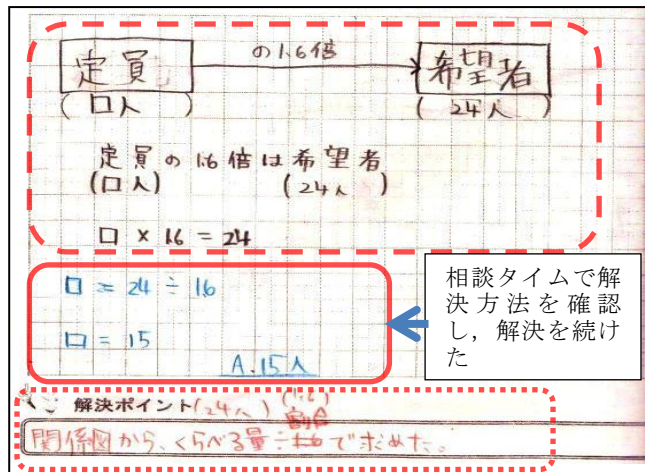 定員 の1.6倍 希望者
(□人) (24人)
定員の1.6倍は希望者
(□人) (24人)
□×1.6=24
□=24÷1.6
□=15
A.15人
相談タイムで解
決方法を確認
し，解決を続け
た
解決ポイント(24人) (1.6)
割合
関係図から、くらべる量÷1.6で求めた。